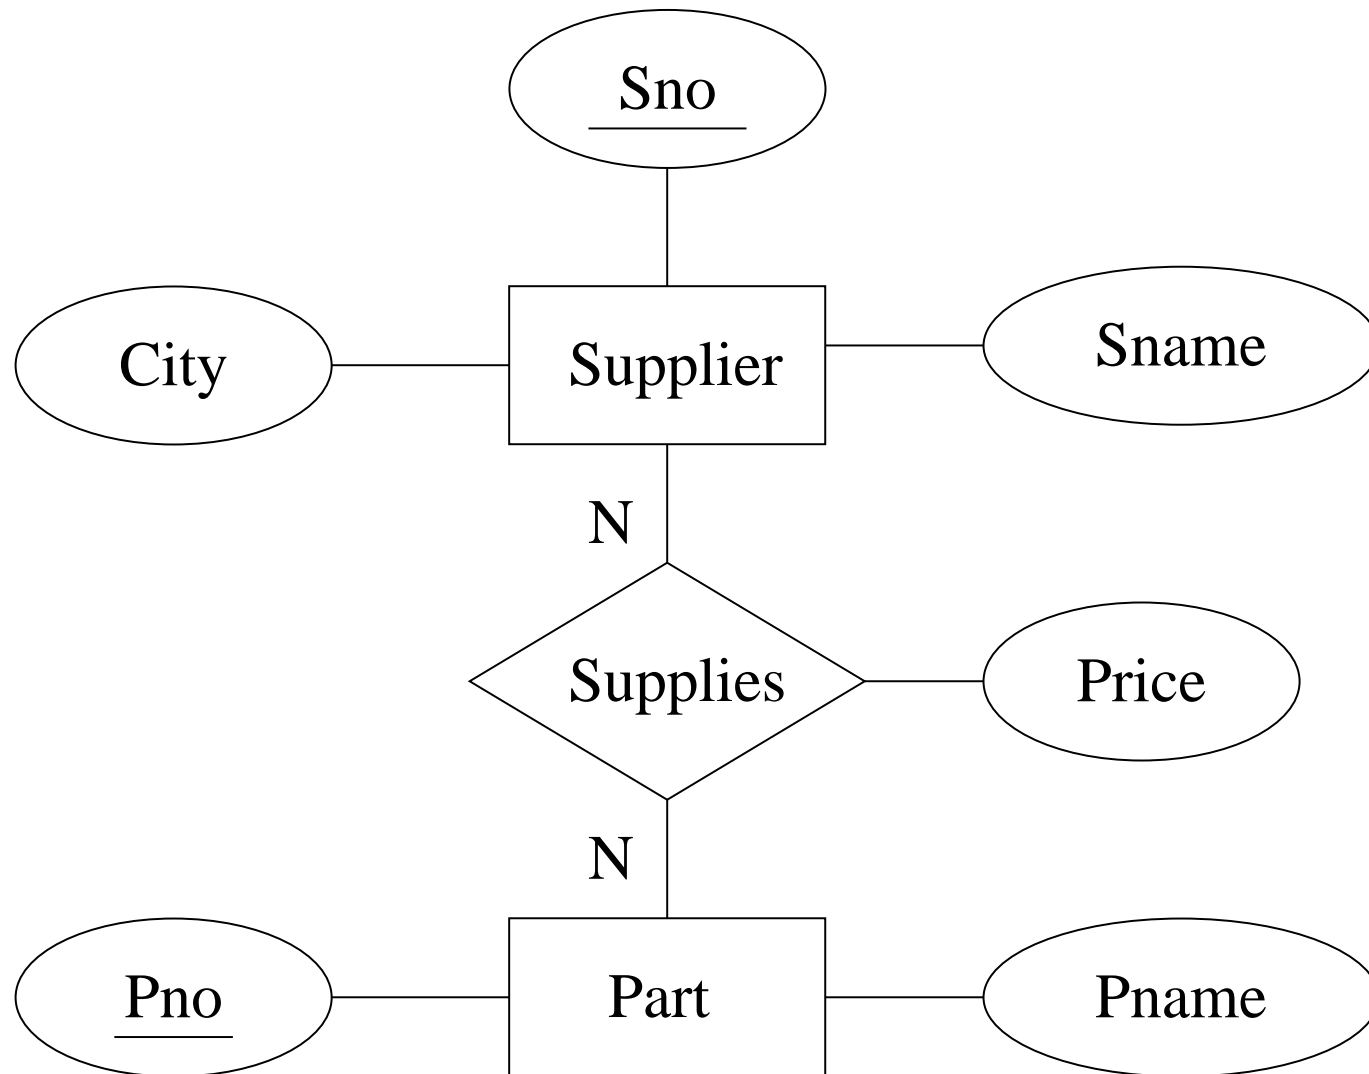 Sno
City
Supplier
Sname
N
Supplies
Price
N
Pno
Part
Pname